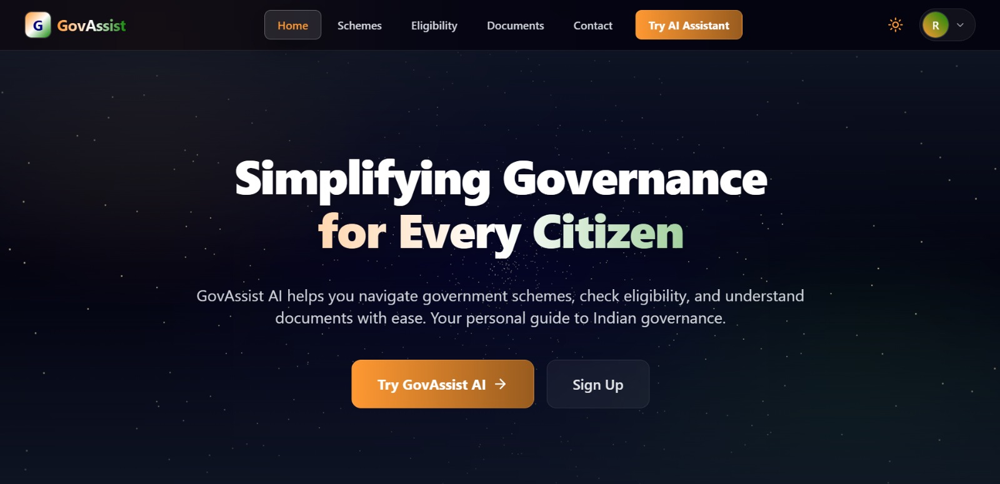 G GovAssist
Home Schemes Eligibility Documents Contact Try AI Assistant
R
Simplifying Governance
for Every Citizen
GovAssist AI helps you navigate government schemes, check eligibility, and understand
documents with ease. Your personal guide to Indian governance.
Try GovAssist AI →
Sign Up